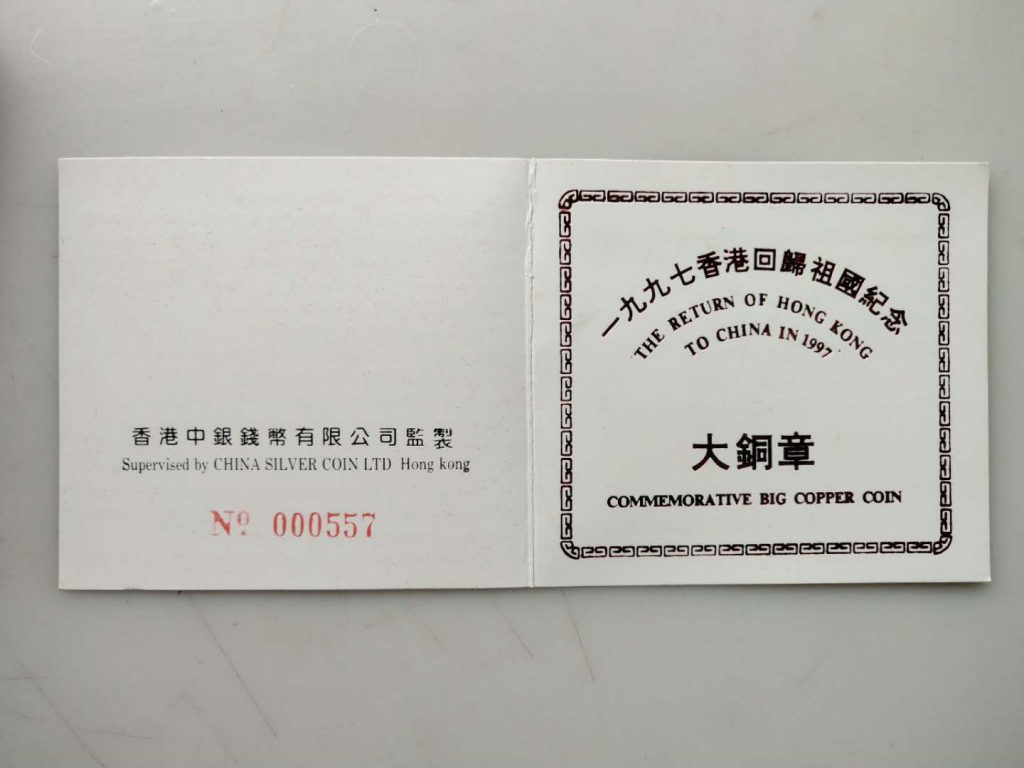 香港中銀錢幣有限公司監製
Supervised by CHINA SILVER COIN LTD Hong kong
Nº 000557
一九九七香港回歸祖國紀念
THE RETURN OF HONG KONG
TO CHINA IN 1997
大銅章
COMMEMORATIVE BIG COPPER COIN